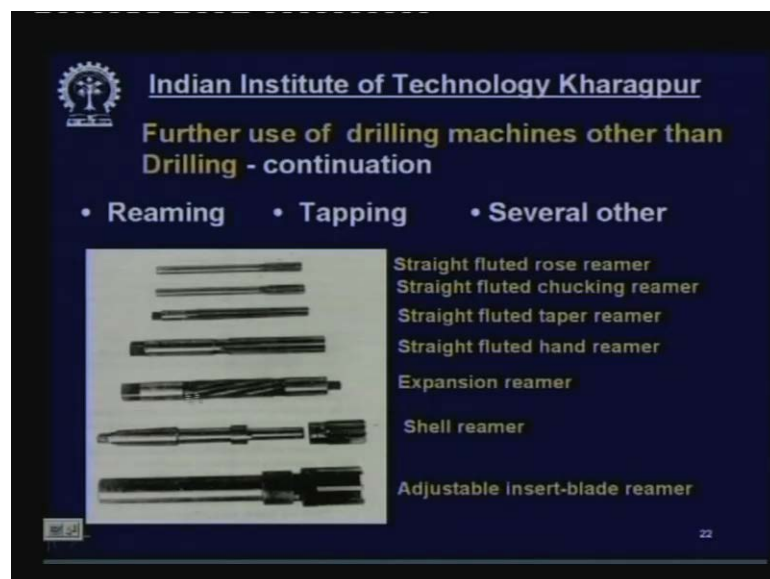 Indian Institute of Technology Kharagpur
Further use of drilling machines other than
Drilling - continuation
• Reaming • Tapping • Several other
Straight fluted rose reamer
Straight fluted chucking reamer
Straight fluted taper reamer
Straight fluted hand reamer
Expansion reamer
Shell reamer
Adjustable insert-blade reamer
22